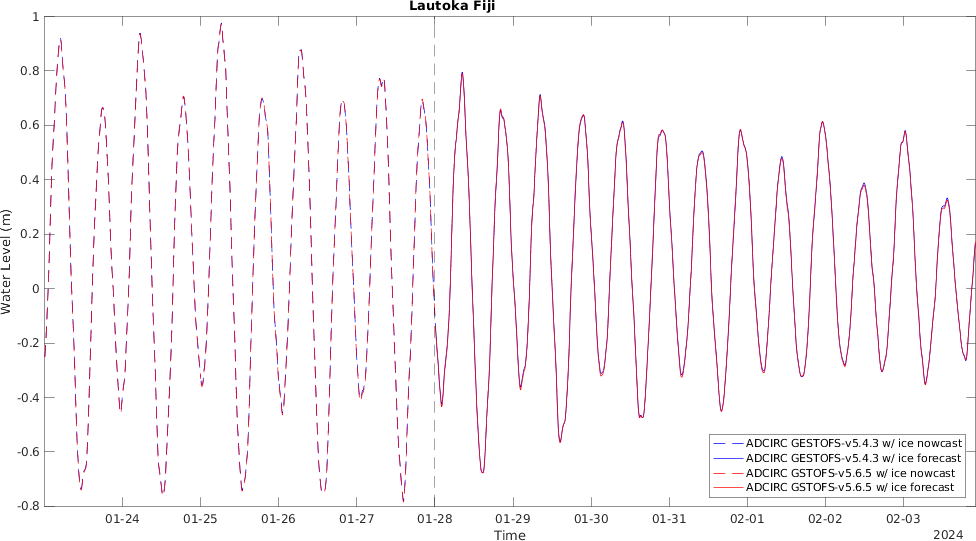 Lautoka Fiji
1
0.8
0.6
0.4
0.2
0
-0.2
-0.4
-0.6
-0.8
Water Level (m)
01-24 01-25 01-26 01-27 01-28 01-29 01-30 01-31 02-01 02-02 02-03
Time
2024
ADCIRC GESTOFS-v5.4.3 w/ ice nowcast
ADCIRC GESTOFS-v5.4.3 w/ ice forecast
ADCIRC GSTOFS-v5.6.5 w/ ice nowcast
ADCIRC GSTOFS-v5.6.5 w/ ice forecast